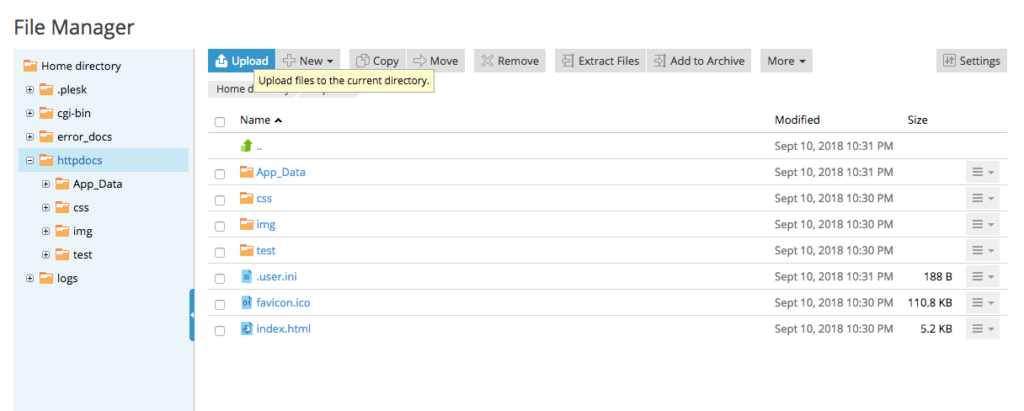 File Manager
Home directory
.plesk
cgi-bin
error_docs
httpdocs
App_Data
css
img
test
logs
Upload New Copy Move Remove Extract Files Add to Archive More Settings
Upload files to the current directory.
Home d
Name Modified Size
.. Sept 10, 2018 10:31 PM
App_Data Sept 10, 2018 10:31 PM
css Sept 10, 2018 10:30 PM
img Sept 10, 2018 10:30 PM
test Sept 10, 2018 10:30 PM
.user.ini Sept 10, 2018 10:31 PM 188 B
favicon.ico Sept 10, 2018 10:30 PM 110.8 KB
index.html Sept 10, 2018 10:30 PM 5.2 KB